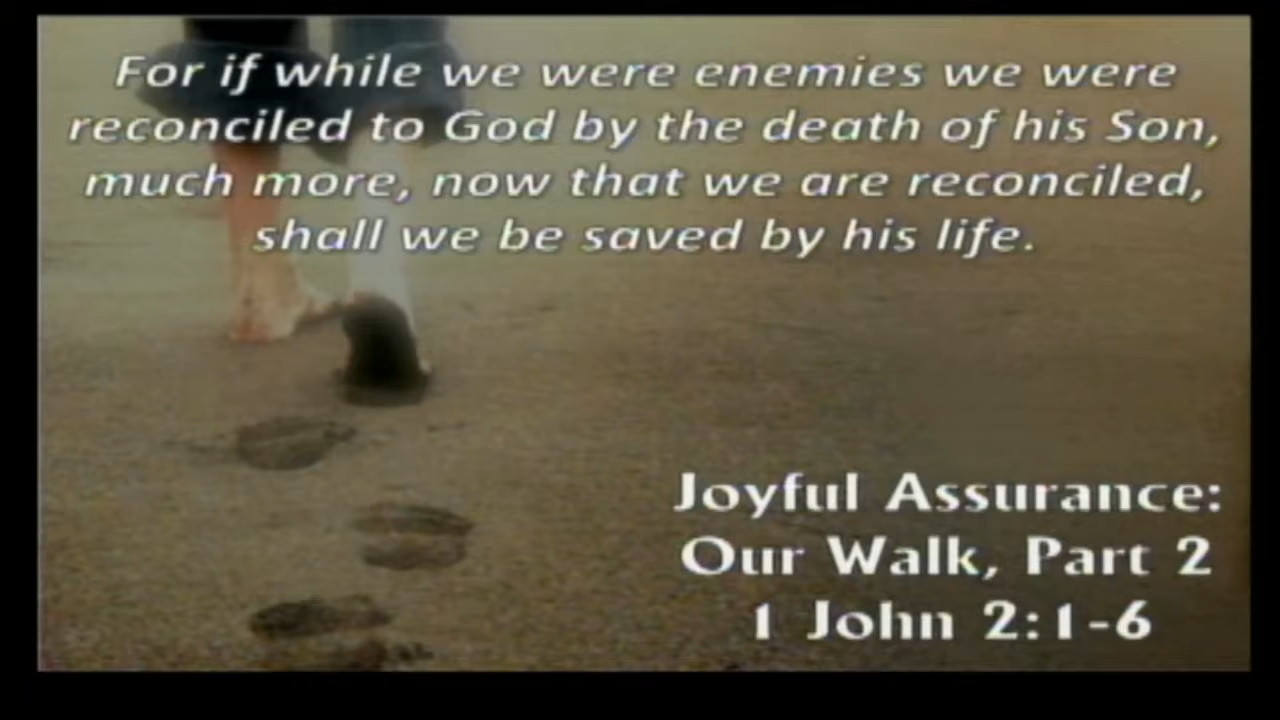 For if while we were enemies we were
reconciled to God by the death of his Son,
much more, now that we are reconciled,
shall we be saved by his life.
Joyful Assurance:
Our Walk, Part 2
1 John 2:1-6